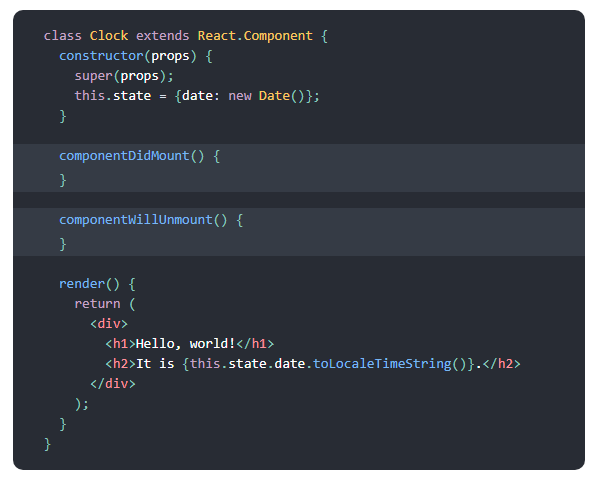 class Clock extends React.Component {
  constructor(props) {
    super(props);
    this.state = {date: new Date()};
  }
  componentDidMount() {
  }
  componentWillUnmount() {
  }
  render() {
    return (
      <div>
        <h1>Hello, world!</h1>
        <h2>It is {this.state.date.toLocaleTimeString()}.</h2>
      </div>
    );
  }
}